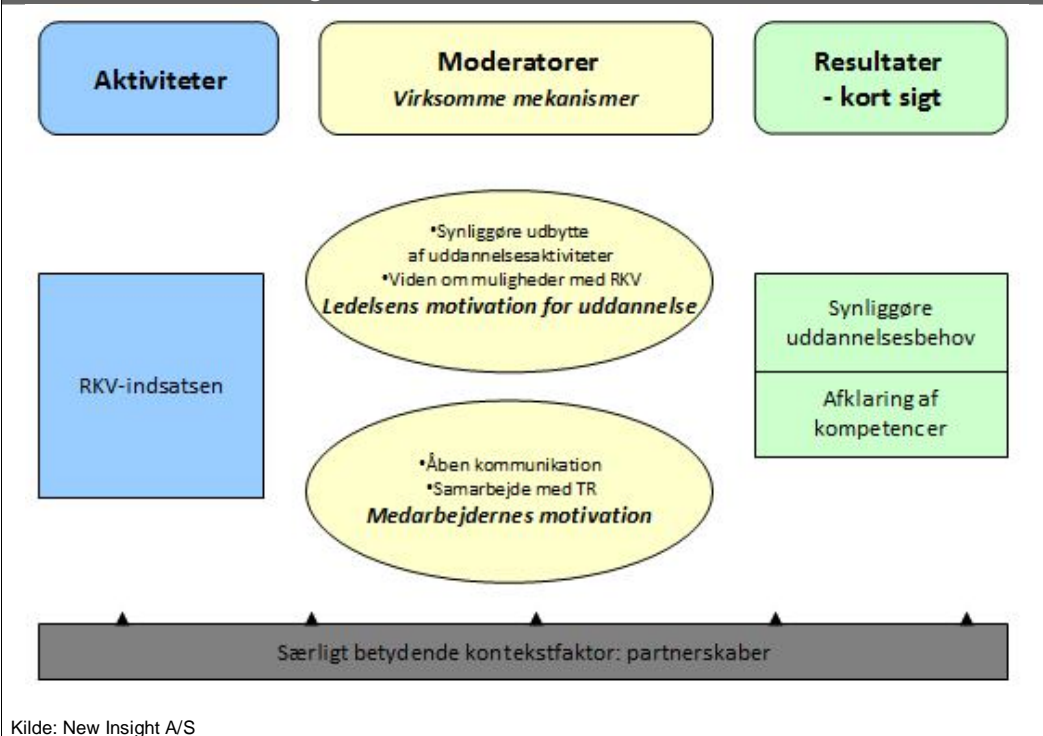 Aktiviteter
Moderatorer
Virksomme mekanismer
Resultater
- kort sigt
•Synliggøre udbytte
af uddannelsesaktiviteter
•Viden om muligheder med RKV
Ledelsens motivation for uddannelse
RKV-indsatsen
Synliggøre
uddannelsesbehov
Afklaring af
kompetencer
•Åben kommunikation
•Samarbejde med TR
Medarbejdernes motivation
Særligt betydende kontekstfaktor: partnerskaber
Kilde: New Insight A/S